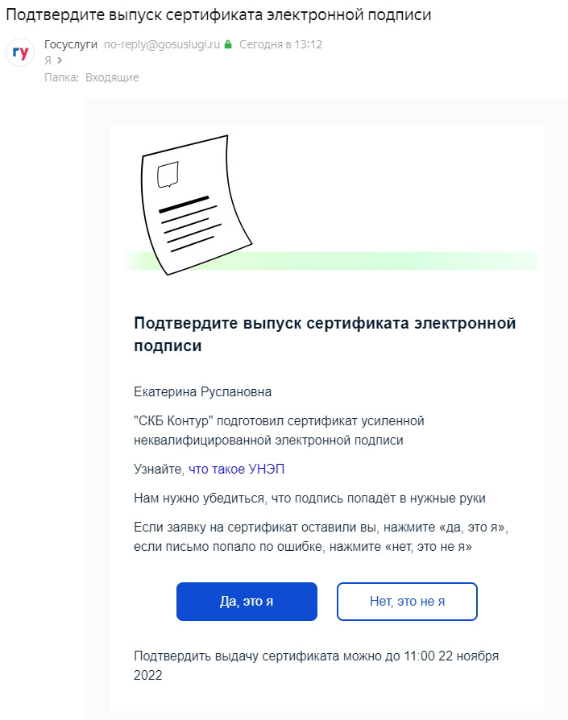 Подтвердите выпуск сертификата электронной подписи
гу
Госуслуги no-reply@gosuslugi.ru Сегодня в 13:12
Я >
Папка: Входящие
Подтвердите выпуск сертификата электронной
подписи
Екатерина Руслановна
"СКБ Контур" подготовил сертификат усиленной
неквалифицированной электронной подписи
Узнайте, что такое УНЭП
Нам нужно убедиться, что подпись попадёт в нужные руки
Если заявку на сертификат оставили вы, нажмите «да, это я»,
если письмо попало по ошибке, нажмите «нет, это не я»
Да, это я
Нет, это не я
Подтвердить выдачу сертификата можно до 11:00 22 ноября
2022